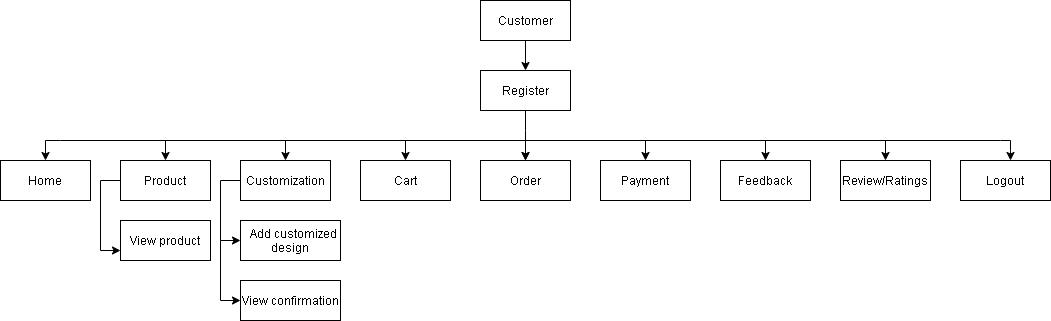 Customer
Register
Home
Product
Customization
Cart
Order
Payment
Feedback
Review/Ratings
Logout
View product
Add customized
design
View confirmation